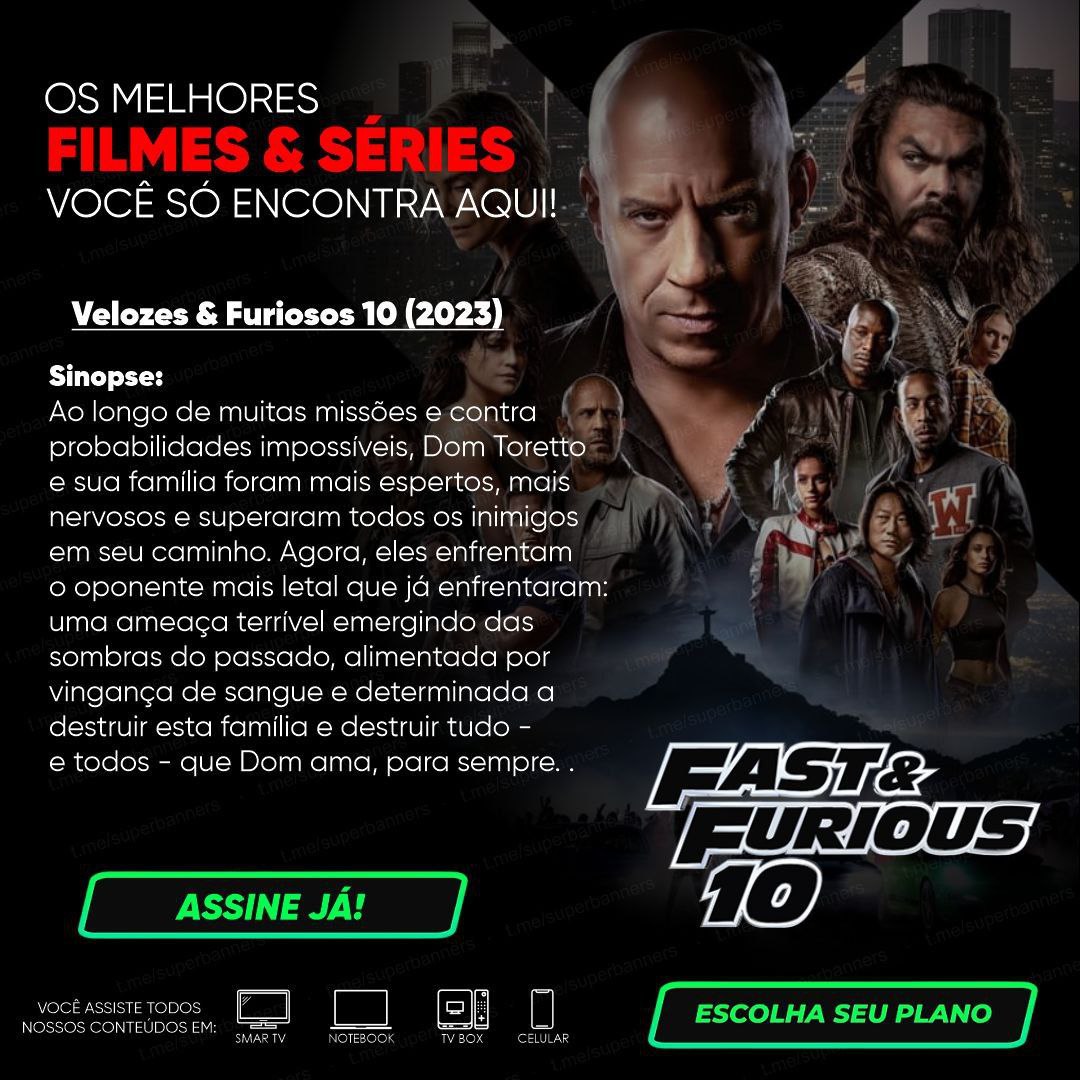 OS MELHORES
FILMES & SÉRIES
VOCÊ SÓ ENCONTRA AQUI!
Velozes & Furiosos 10 (2023)
Sinopse:
Ao longo de muitas missões e contra
probabilidades impossíveis, Dom Toretto
e sua família foram mais espertos, mais
nervosos e superaram todos os inimigos
em seu caminho. Agora, eles enfrentam
o oponente mais letal que já enfrentaram:
uma ameaça terrível emergindo das
sombras do passado, alimentada por
vingança de sangue e determinada a
destruir esta família e destruir tudo -
e todos - que Dom ama, para sempre. .
W
FAST &
FURIOUS
10
ASSINE JÁ!
VOCÊ ASSISTE TODOS
NOSSOS CONTEÚDOS EM:
SMAR TV
NOTEBOOK
TV BOX
CELULAR
ESCOLHA SEU PLANO
t.me/superbanners